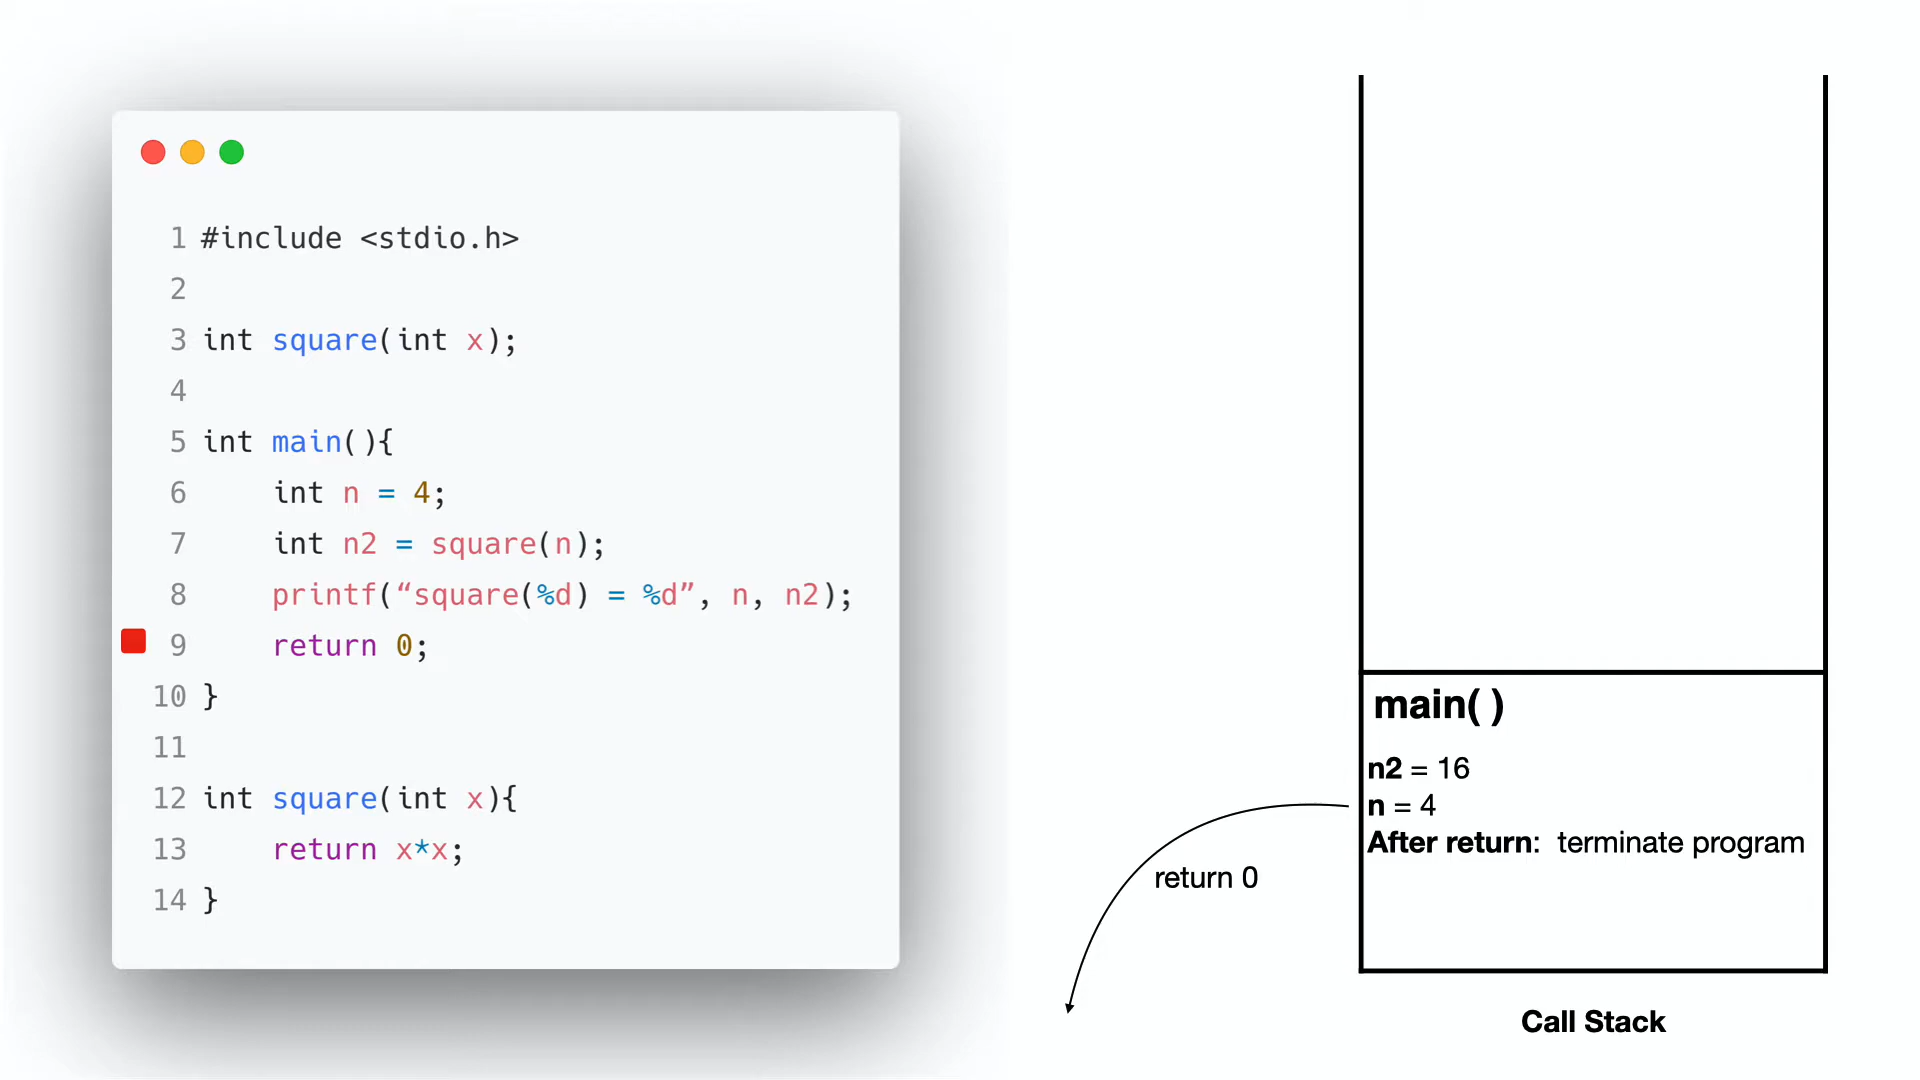 1 #include <stdio.h>
2
3 int square(int x);
4
5 int main(){
6     int n = 4;
7     int n2 = square(n);
8     printf(“square(%d) = %d”, n, n2);
9     return 0;
10 }
11
12 int square(int x){
13     return x*x;
14 }
main( )
n2 = 16
n = 4
After return:  terminate program
return 0
Call Stack